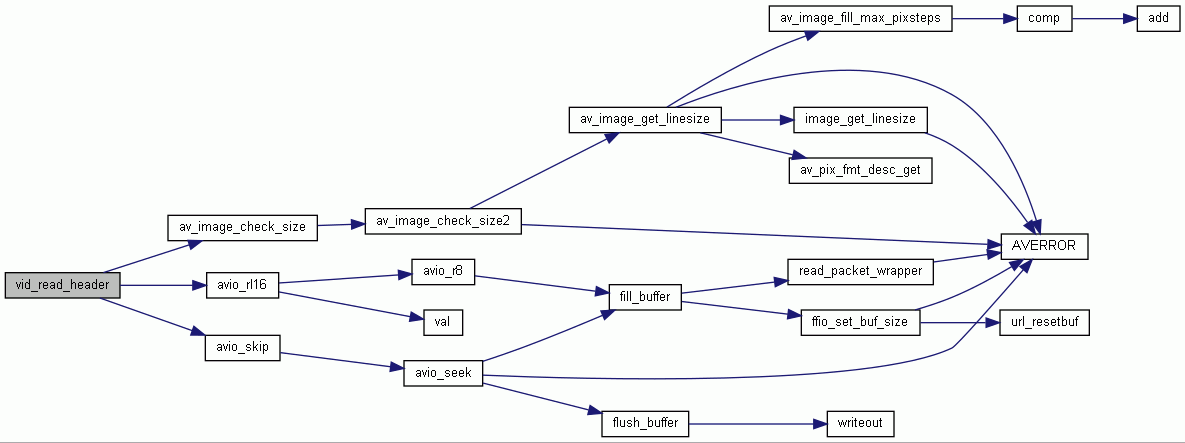 av_image_fill_max_pixsteps
comp
add
av_image_get_linesize
image_get_linesize
av_pix_fmt_desc_get
av_image_check_size
av_image_check_size2
AVERROR
vid_read_header
avio_rl16
avio_r8
read_packet_wrapper
fill_buffer
val
ffio_set_buf_size
url_resetbuf
avio_skip
avio_seek
flush_buffer
writeout